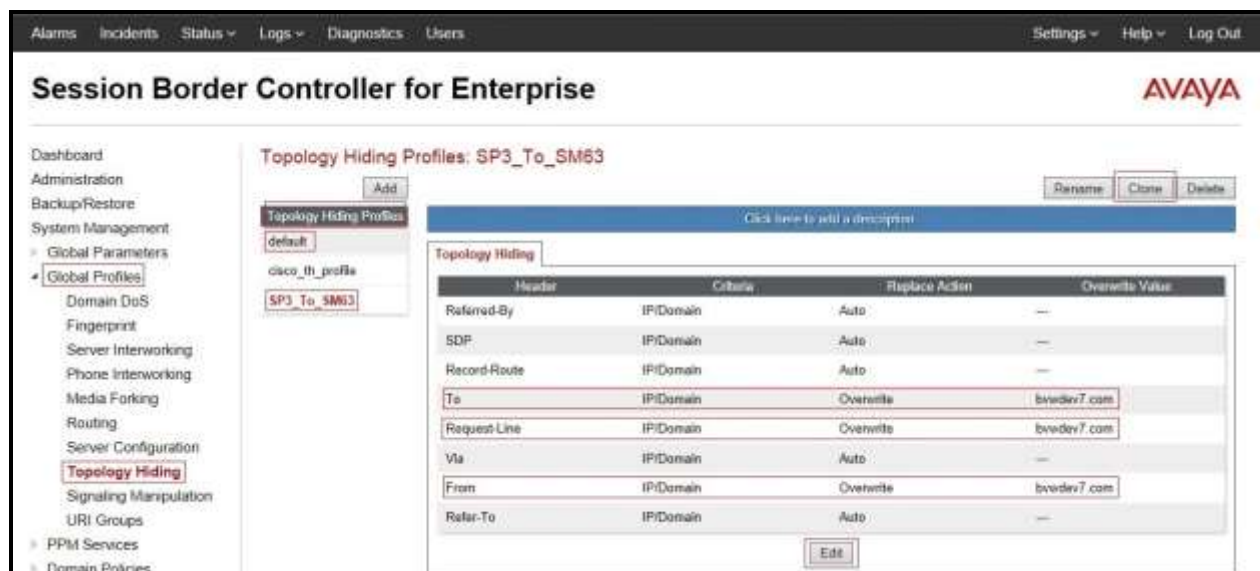 Alarms Incidents Status Logs Diagnostics Users Settings Help Log Out
Session Border Controller for Enterprise
AVAYA
Dashboard
Administration
Backup/Restore
System Management
Global Parameters
Global Profiles
Domain DoS
Fingerprint
Server Interworking
Phone Interworking
Media Forking
Routing
Server Configuration
Topology Hiding
Signaling Manipulation
URI Groups
PPM Services
Domain Policies
Topology Hiding Profiles: SP3_To_SM63
Add
Rename Clone Delete
Topology Hiding Profiles
default
cisco_th_profile
SP3_To_SM63
Click here to add a description
Topology Hiding
Header Criteria Replace Action Overwrite Value
Referred-By IP/Domain Auto ---
SDP IP/Domain Auto ---
Record-Route IP/Domain Auto ---
To IP/Domain Overwrite bvwdev7.com
Request-Line IP/Domain Overwrite bvwdev7.com
Via IP/Domain Auto ---
From IP/Domain Overwrite bvwdev7.com
Refer-To IP/Domain Auto ---
Edit